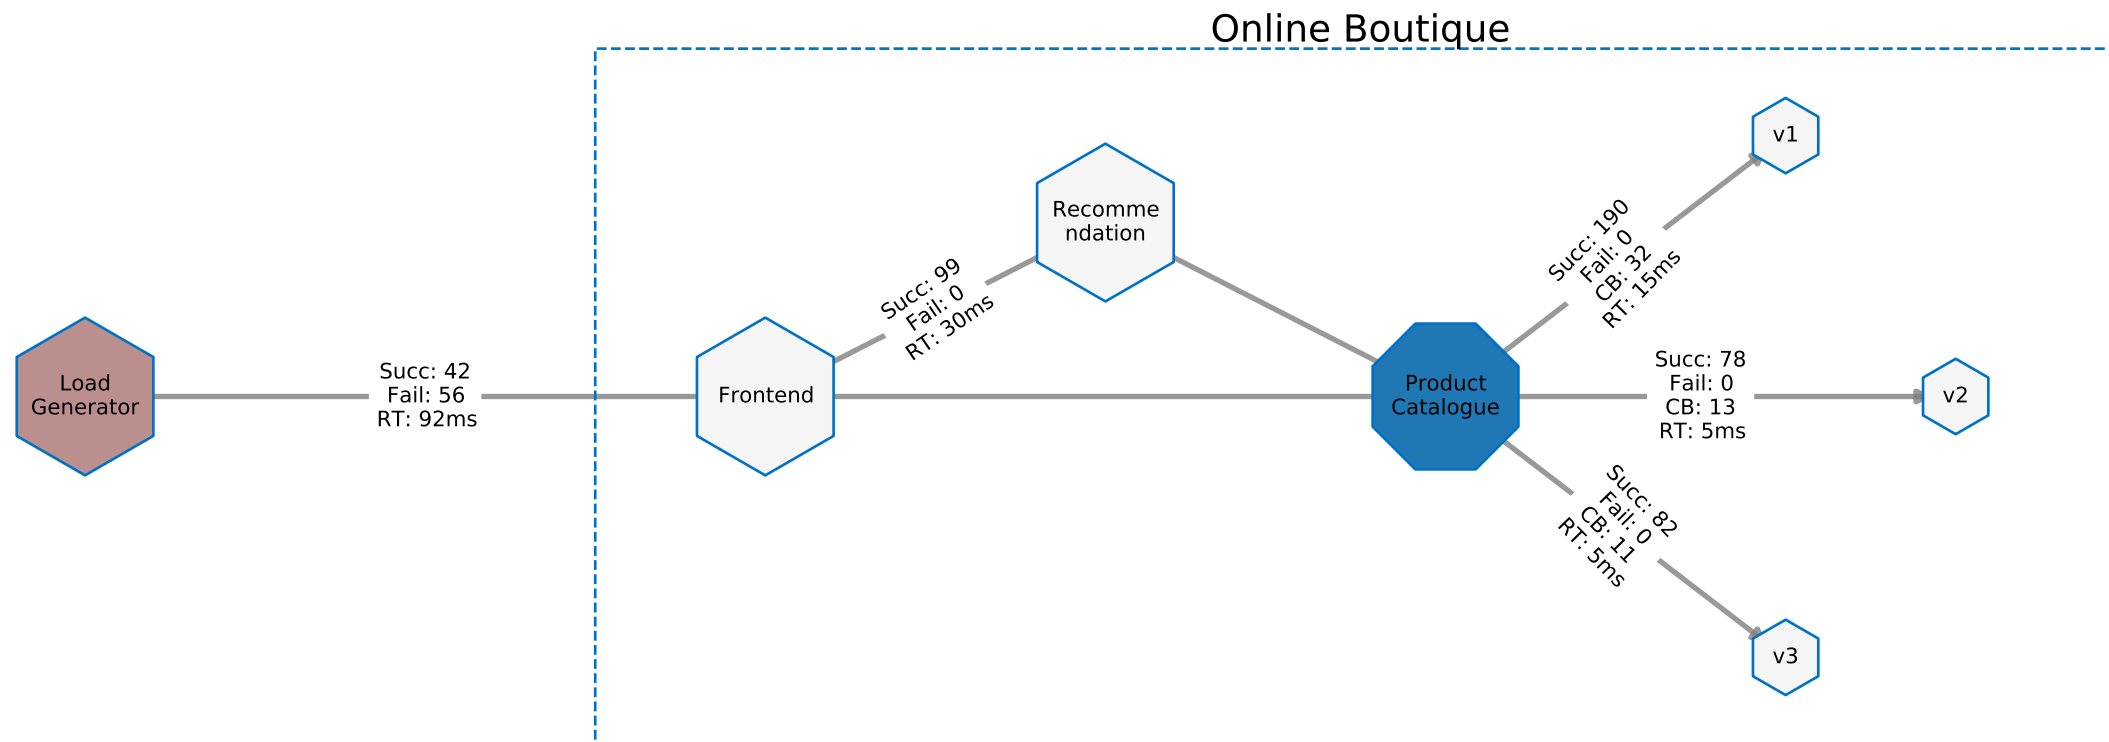 Online Boutique
Load
Generator
Succ: 42
Fail: 56
RT: 92ms
Frontend
Succ: 99
Fail: 0
RT: 30ms
Recomme
ndation
Product
Catalogue
Succ: 190
Fail: 0
CB: 32
RT: 15ms
v1
Succ: 78
Fail: 0
CB: 13
RT: 5ms
v2
Succ: 82
Fail: 0
CB: 11
RT: 5ms
v3